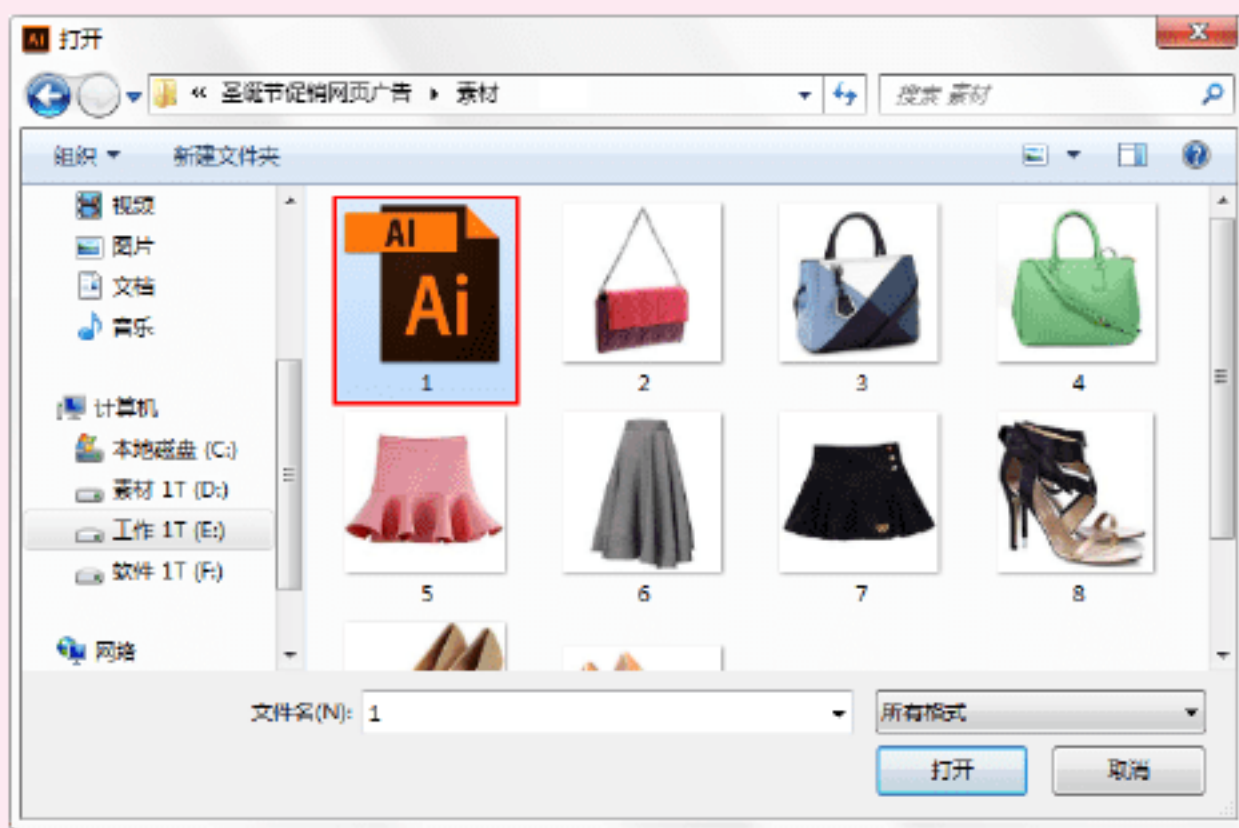 Ai 打开
« 圣诞节促销网页广告 ▸ 素材
搜索 素材
组织 新建文件夹
视频
图片
文档
音乐
计算机
本地磁盘 (C:)
素材 1T (D:)
工作 1T (E:)
软件 1T (F:)
网络
AI
Ai
1 2 3 4
5 6 7 8
文件名(N): 1 所有格式
打开 取消